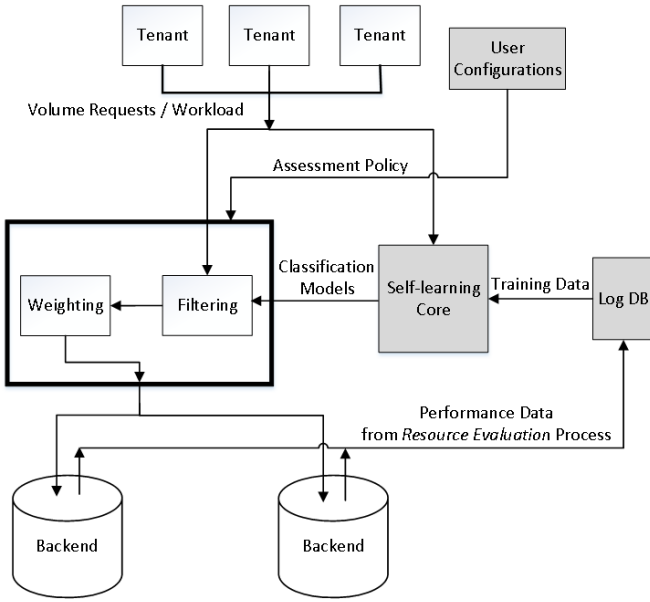 Tenant
Tenant
Tenant
User
Configurations
Volume Requests / Workload
Assessment Policy
Classification
Models
Training Data
Weighting
Filtering
Self-learning
Core
Log DB
Performance Data
from Resource Evaluation Process
Backend
Backend